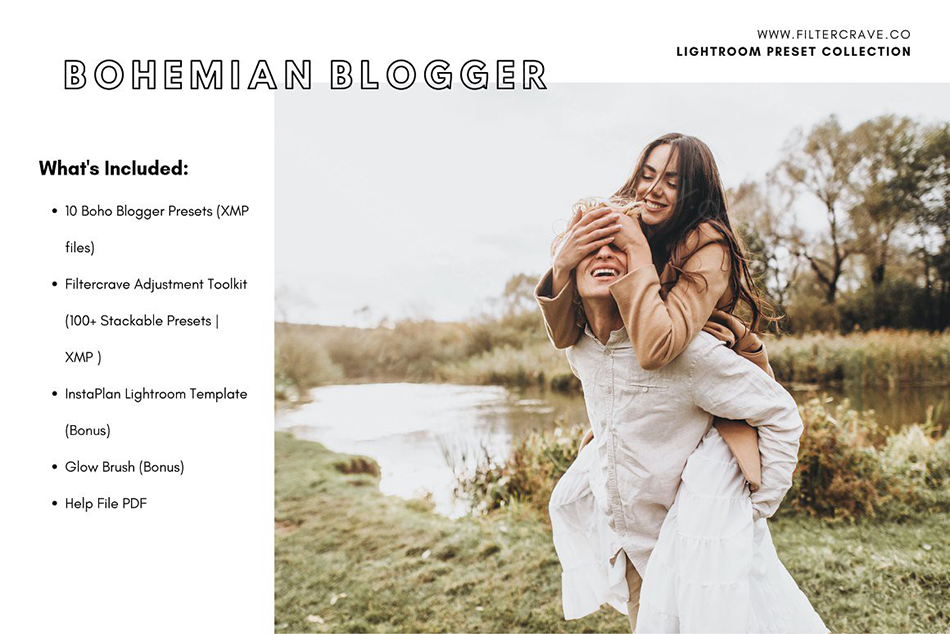 WWW.FILTERCRAVE.CO
LIGHTROOM PRESET COLLECTION
BOHEMIAN BLOGGER
What's Included:
• 10 Boho Blogger Presets (XMP
files)
• Filtercrave Adjustment Toolkit
(100+ Stackable Presets |
XMP )
• InstaPlan Lightroom Template
(Bonus)
• Glow Brush (Bonus)
• Help File PDF